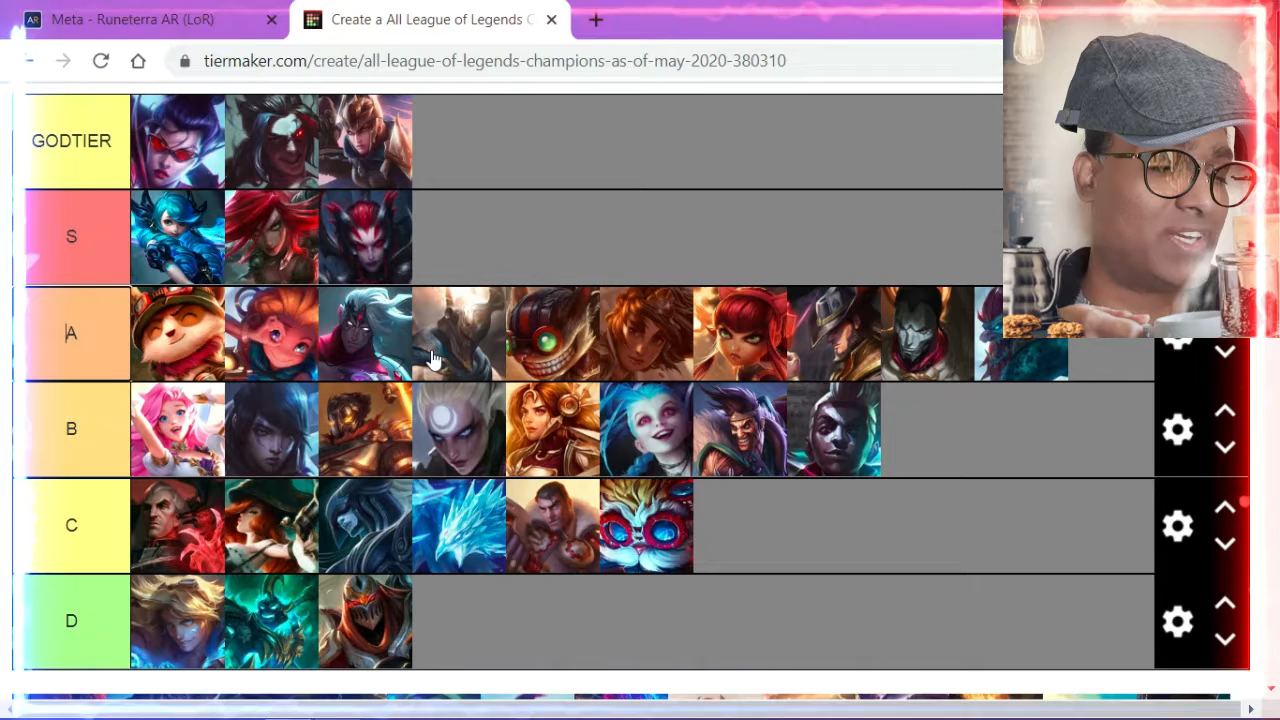 AR
Meta - Runeterra AR (LoR)
Create a All League of Legends C
tiermaker.com/create/all-league-of-legends-champions-as-of-may-2020-380310
GODTIER
S
A
B
C
D